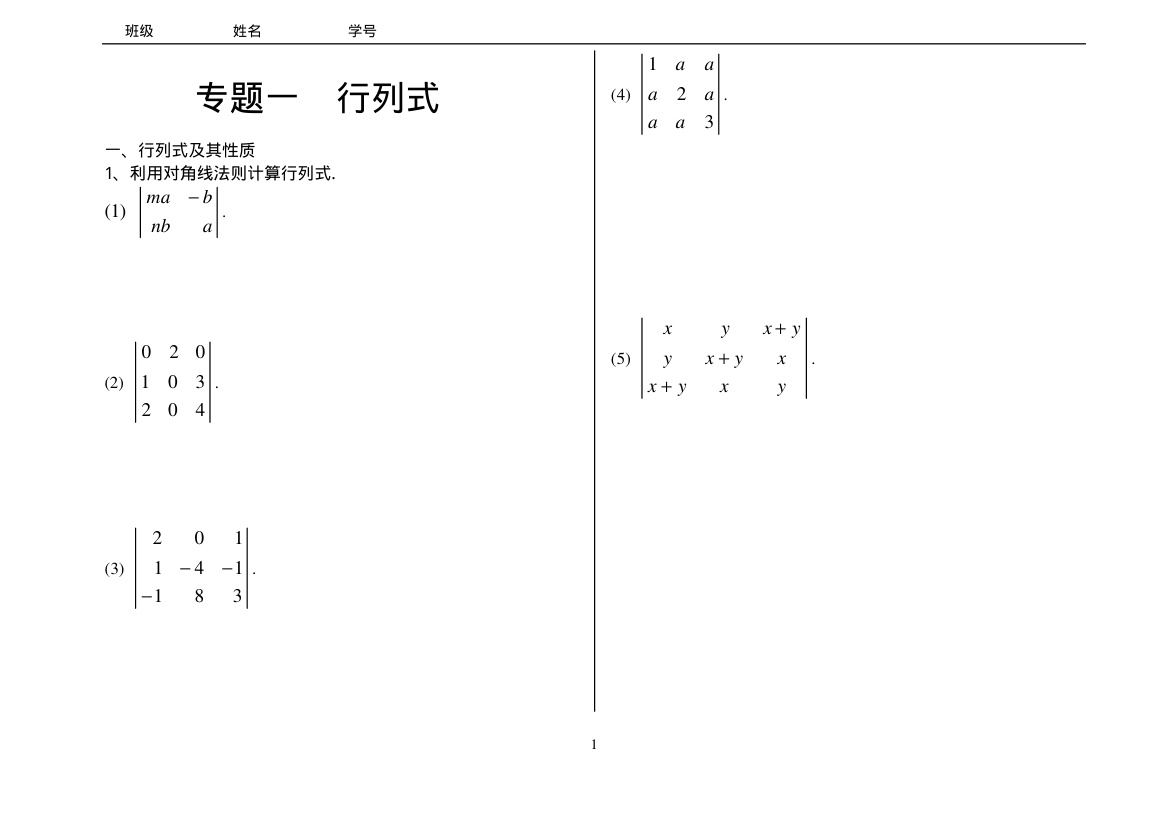 班级 姓名 学号
专题一 行列式
一、行列式及其性质
1、利用对角线法则计算行列式.
(1) | ma −b |
| nb a | .
(2) | 0 2 0 |
| 1 0 3 | .
| 2 0 4 |
(3) | 2 0 1 |
| 1 −4 −1 | .
| −1 8 3 |
(4) | 1 a a |
| a 2 a | .
| a a 3 |
(5) | x y x+y |
| y x+y x | .
| x+y x y |
1